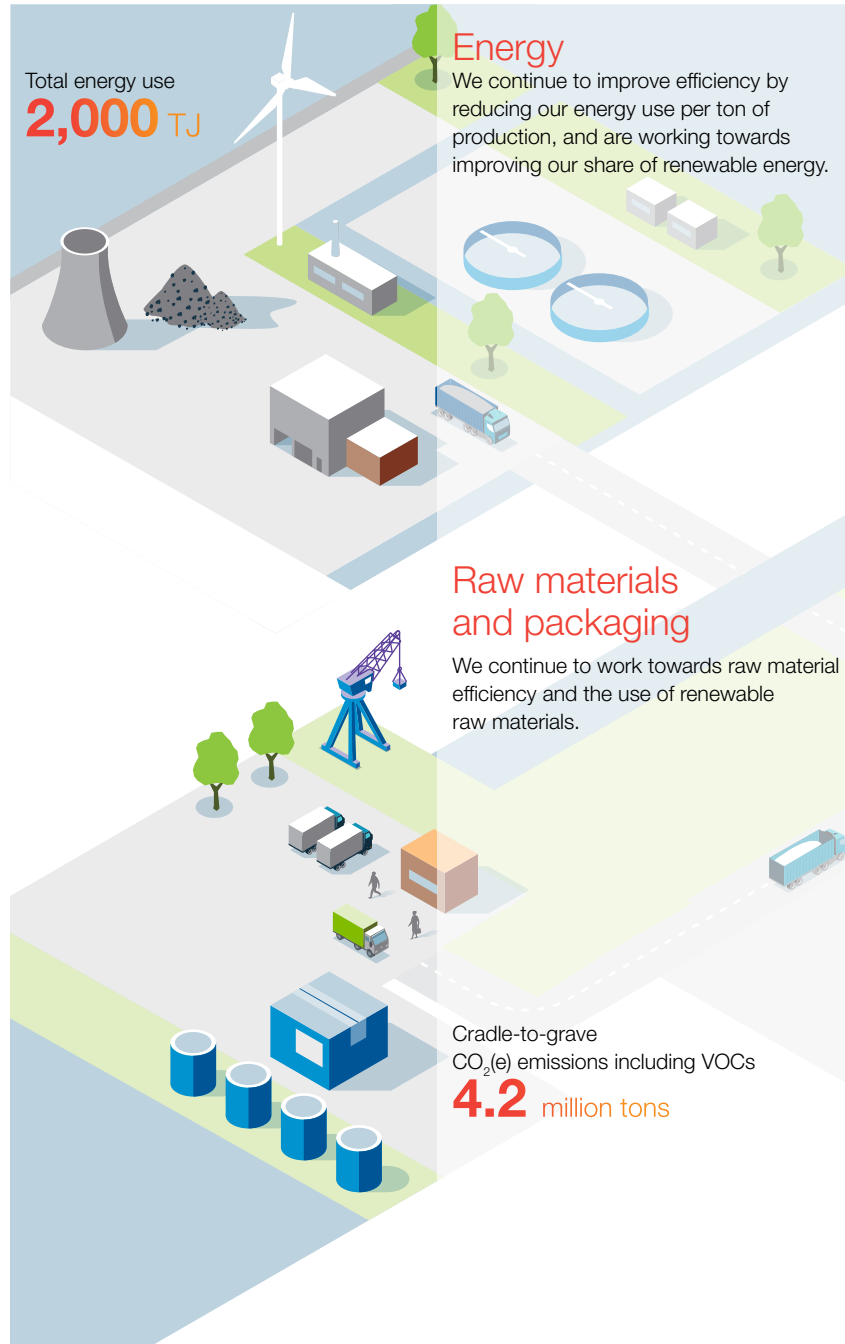 Total energy use
2,000 TJ
Energy
We continue to improve efficiency by
reducing our energy use per ton of
production, and are working towards
improving our share of renewable energy.
Raw materials
and packaging
We continue to work towards raw material
efficiency and the use of renewable
raw materials.
Cradle-to-grave
CO₂(e) emissions including VOCs
4.2 million tons